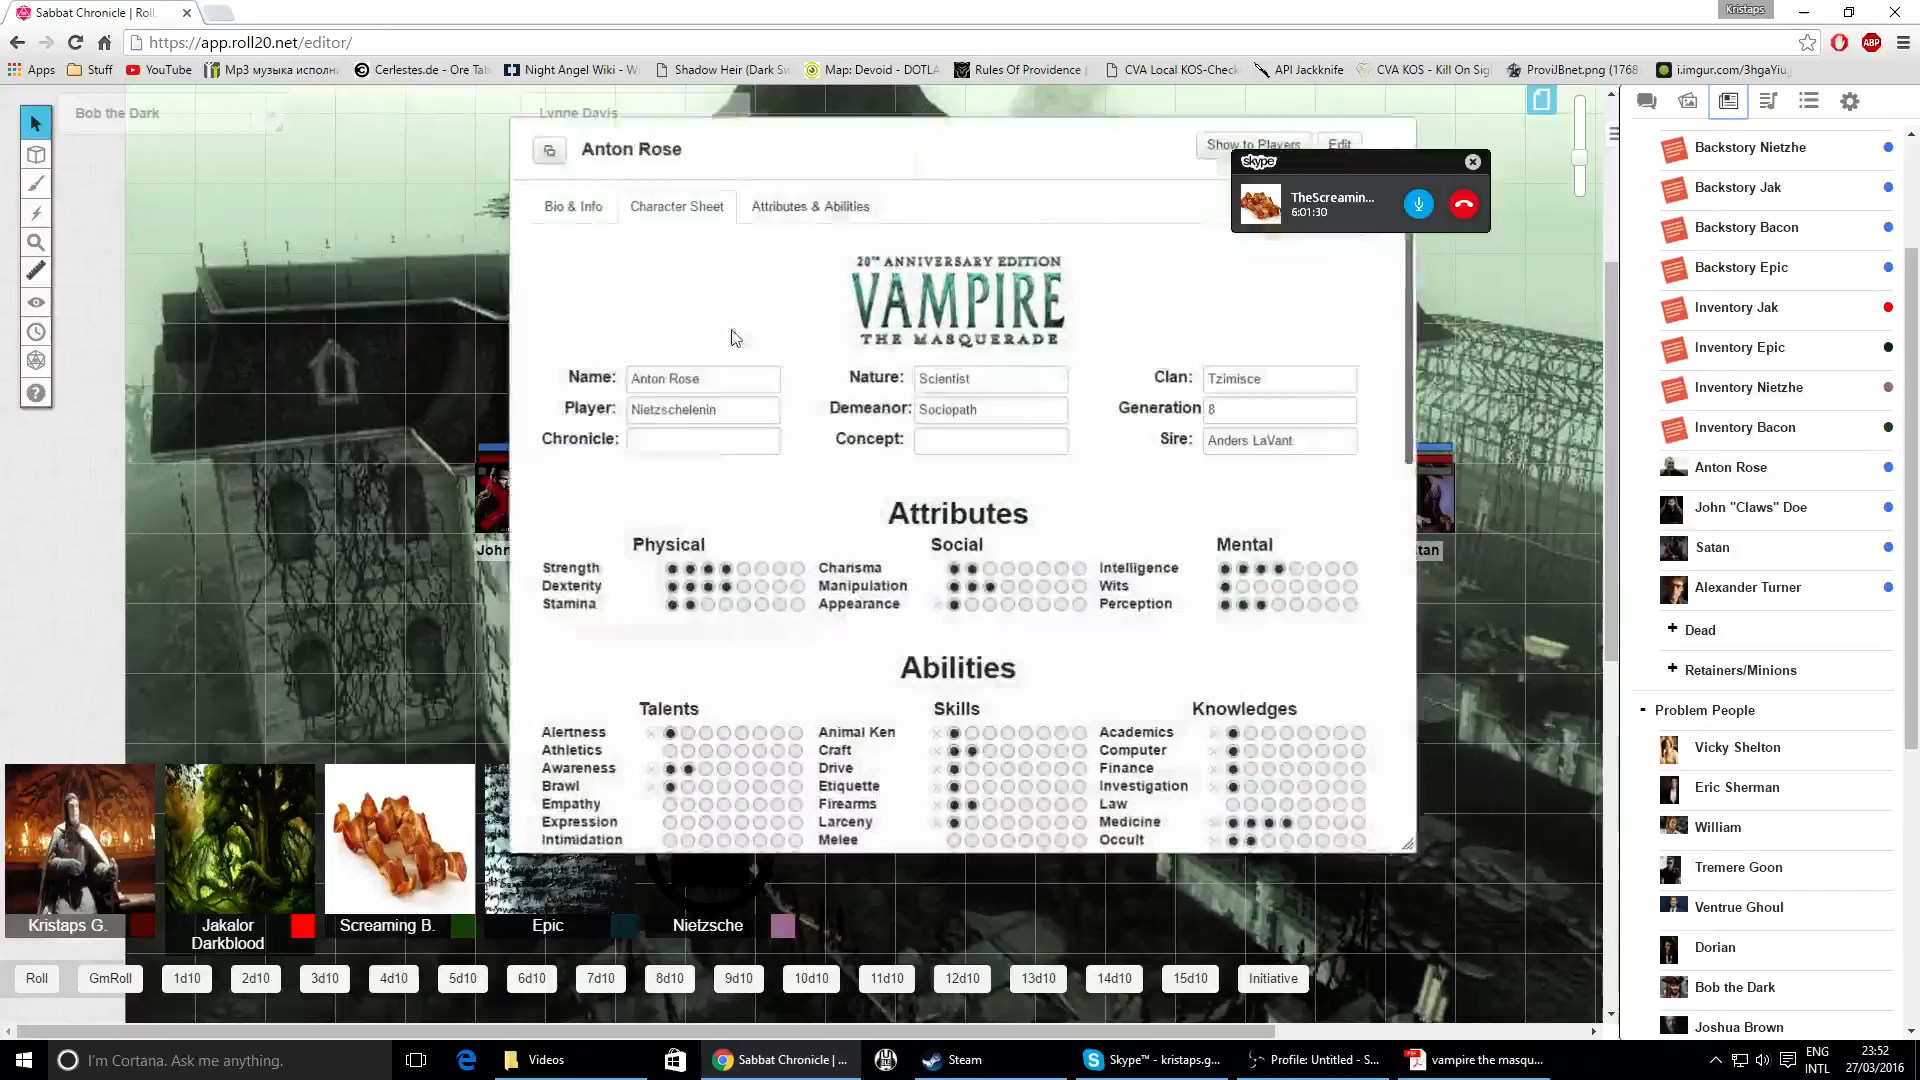 Sabbat Chronicle | Roll
Kristaps
https://app.roll20.net/editor/
Apps
Stuff
YouTube
Mp3 музыка исполн
Cerlestes.de - Ore Tab
Night Angel Wiki - W
Shadow Heir (Dark Sw
Map: Devoid - DOTLA
Rules Of Providence
CVA Local KOS-Check
API Jackknife
CVA KOS - Kill On Sig
ProviJBnet.png (1768
i.imgur.com/3hgaYiu
ABP
Bob the Dark
Lynne Davis
Anton Rose
Show to Players
Edit
skype
TheScreamin...
6:01:30
Bio & Info
Character Sheet
Attributes & Abilities
20TH ANNIVERSARY EDITION
VAMPIRE
THE MASQUERADE
Name: Anton Rose
Nature: Scientist
Clan: Tzimisce
Player: Nietzschelenin
Demeanor: Sociopath
Generation 8
Chronicle:
Concept:
Sire: Anders LaVant
Attributes
Physical
Social
Mental
Strength
Charisma
Intelligence
Dexterity
Manipulation
Wits
Stamina
Appearance
Perception
Abilities
Talents
Skills
Knowledges
Alertness
Animal Ken
Academics
Athletics
Craft
Computer
Awareness
Drive
Finance
Brawl
Etiquette
Investigation
Empathy
Firearms
Law
Expression
Larceny
Medicine
Intimidation
Melee
Occult
John
tan
Backstory Nietzhe
Backstory Jak
Backstory Bacon
Backstory Epic
Inventory Jak
Inventory Epic
Inventory Nietzhe
Inventory Bacon
Anton Rose
John "Claws" Doe
Satan
Alexander Turner
+ Dead
+ Retainers/Minions
- Problem People
Vicky Shelton
Eric Sherman
William
Tremere Goon
Ventrue Ghoul
Dorian
Bob the Dark
Joshua Brown
Kristaps G.
Jakalor
Darkblood
Screaming B.
Epic
Nietzsche
Roll
GmRoll
1d10
2d10
3d10
4d10
5d10
6d10
7d10
8d10
9d10
10d10
11d10
12d10
13d10
14d10
15d10
Initiative
I'm Cortana. Ask me anything.
Videos
Sabbat Chronicle | ...
Steam
Skype™ - kristaps.g...
Profile: Untitled - S...
vampire the masqu...
ENG
INTL
23:52
27/03/2016